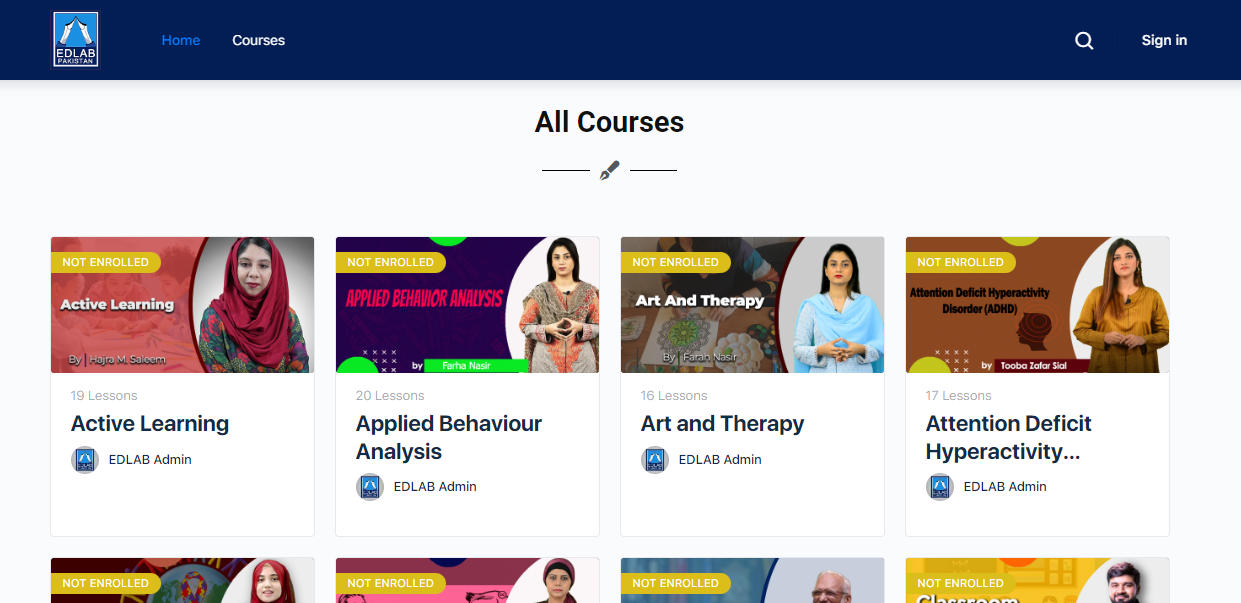 EDLAB
PAKISTAN
Home
Courses
Sign in
All Courses
NOT ENROLLED
Active Learning
By | Hajra M. Saleem
19 Lessons
Active Learning
EDLAB Admin
NOT ENROLLED
APPLIED BEHAVIOR ANALYSIS
by Farha Nasir
20 Lessons
Applied Behaviour
Analysis
EDLAB Admin
NOT ENROLLED
Art And Therapy
By | Farah Nasir
16 Lessons
Art and Therapy
EDLAB Admin
NOT ENROLLED
Attention Deficit Hyperactivity
Disorder (ADHD)
by Tooba Zafar Sial
17 Lessons
Attention Deficit
Hyperactivity...
EDLAB Admin
NOT ENROLLED
NOT ENROLLED
NOT ENROLLED
NOT ENROLLED
Classroom